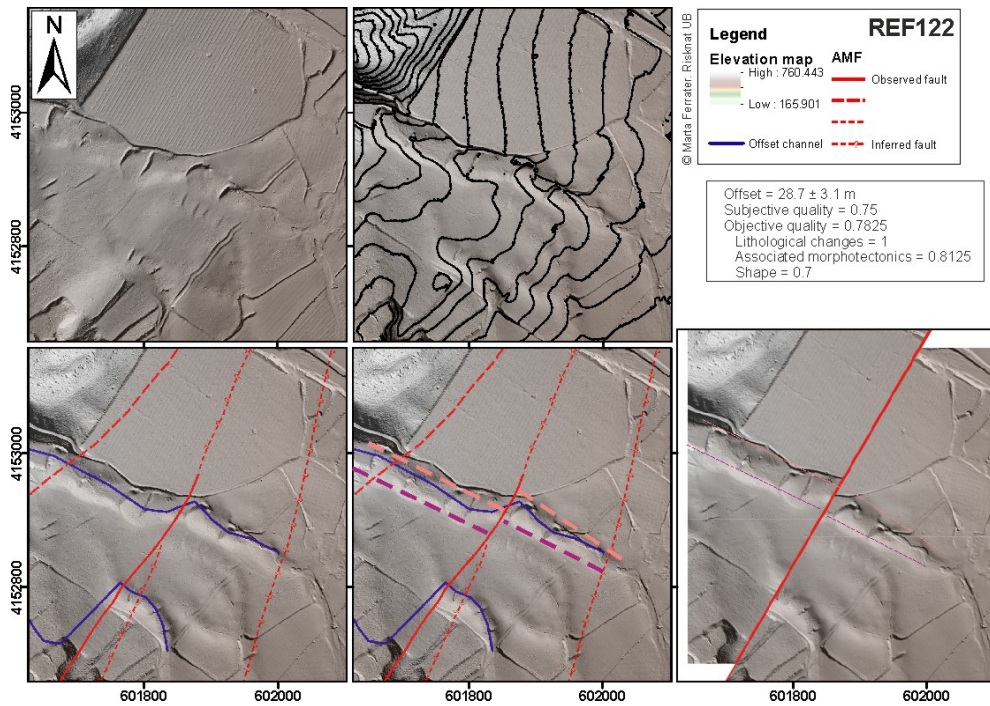 N
4153000
4152800
© Marta Ferrater. Risknat UB
Legend
REF122
Elevation map
AMF
High : 760.443
Low : 165.901
Observed fault
Offset channel
Inferred fault
Offset = 28.7 ± 3.1 m
Subjective quality = 0.75
Objective quality = 0.7825
Lithological changes = 1
Associated morphotectonics = 0.8125
Shape = 0.7
4153000
4152800
601800
602000
601800
602000
601800
602000